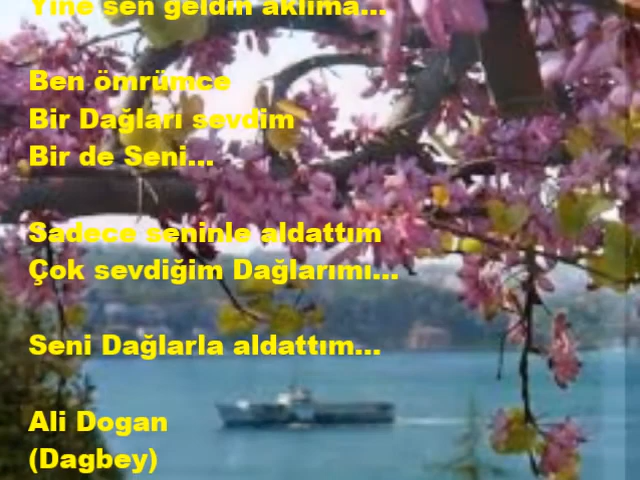 Yine sen geldin aklıma...
Ben ömrümce
Bir Dağları sevdim
Bir de Seni...
Sadece seninle aldattım
Çok sevdiğim Dağlarımı...
Seni Dağlarla aldattım...
Ali Dogan
(Dagbey)